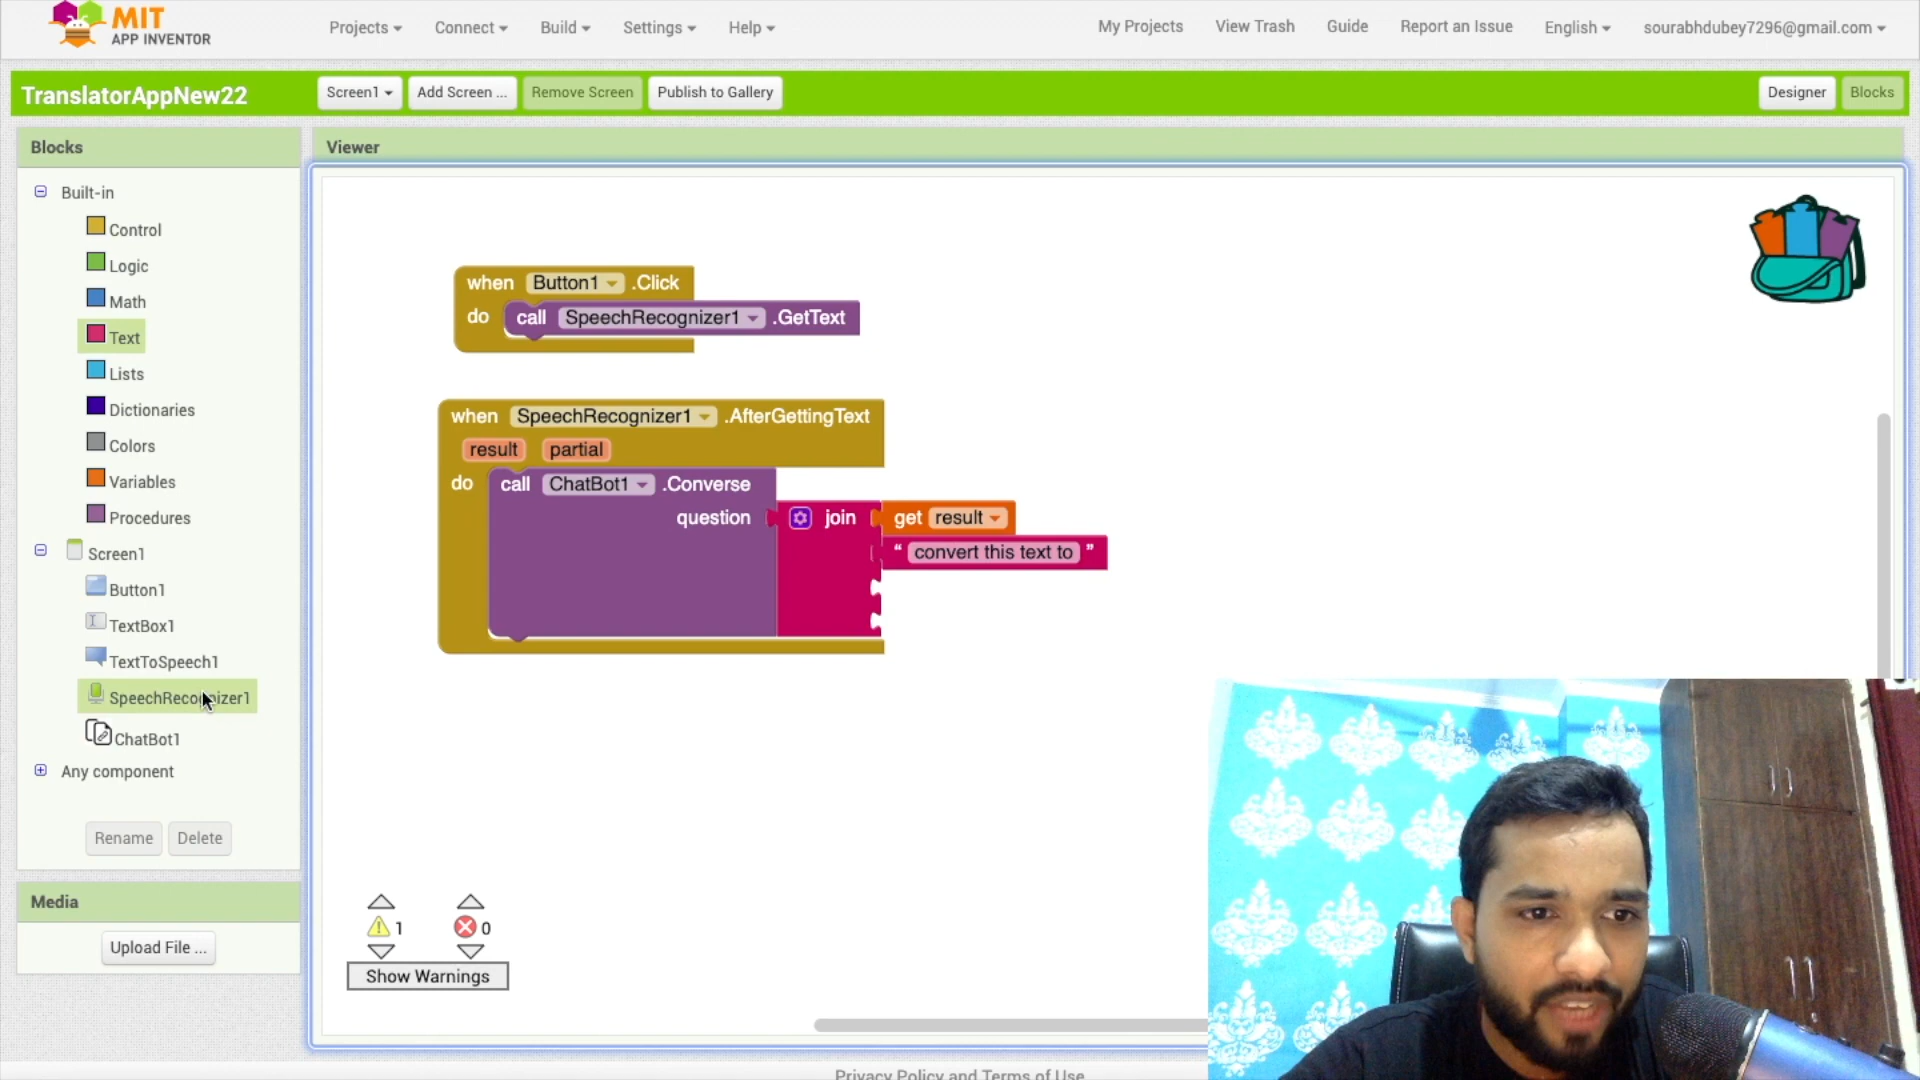 MIT
APP INVENTOR
Projects
Connect
Build
Settings
Help
My Projects
View Trash
Guide
Report an Issue
English
sourabhdubey7296@gmail.com
TranslatorAppNew22
Screen1
Add Screen ...
Remove Screen
Publish to Gallery
Designer
Blocks
Blocks
Viewer
Built-in
Control
Logic
Math
Text
Lists
Dictionaries
Colors
Variables
Procedures
Screen1
Button1
TextBox1
TextToSpeech1
SpeechRecognizer1
ChatBot1
Any component
Rename
Delete
Media
Upload File ...
when Button1 .Click
do call SpeechRecognizer1 .GetText
when SpeechRecognizer1 .AfterGettingText
result partial
do call ChatBot1 .Converse
question join get result
“ convert this text to ”
1 0
Show Warnings
Privacy Policy and Terms of Use